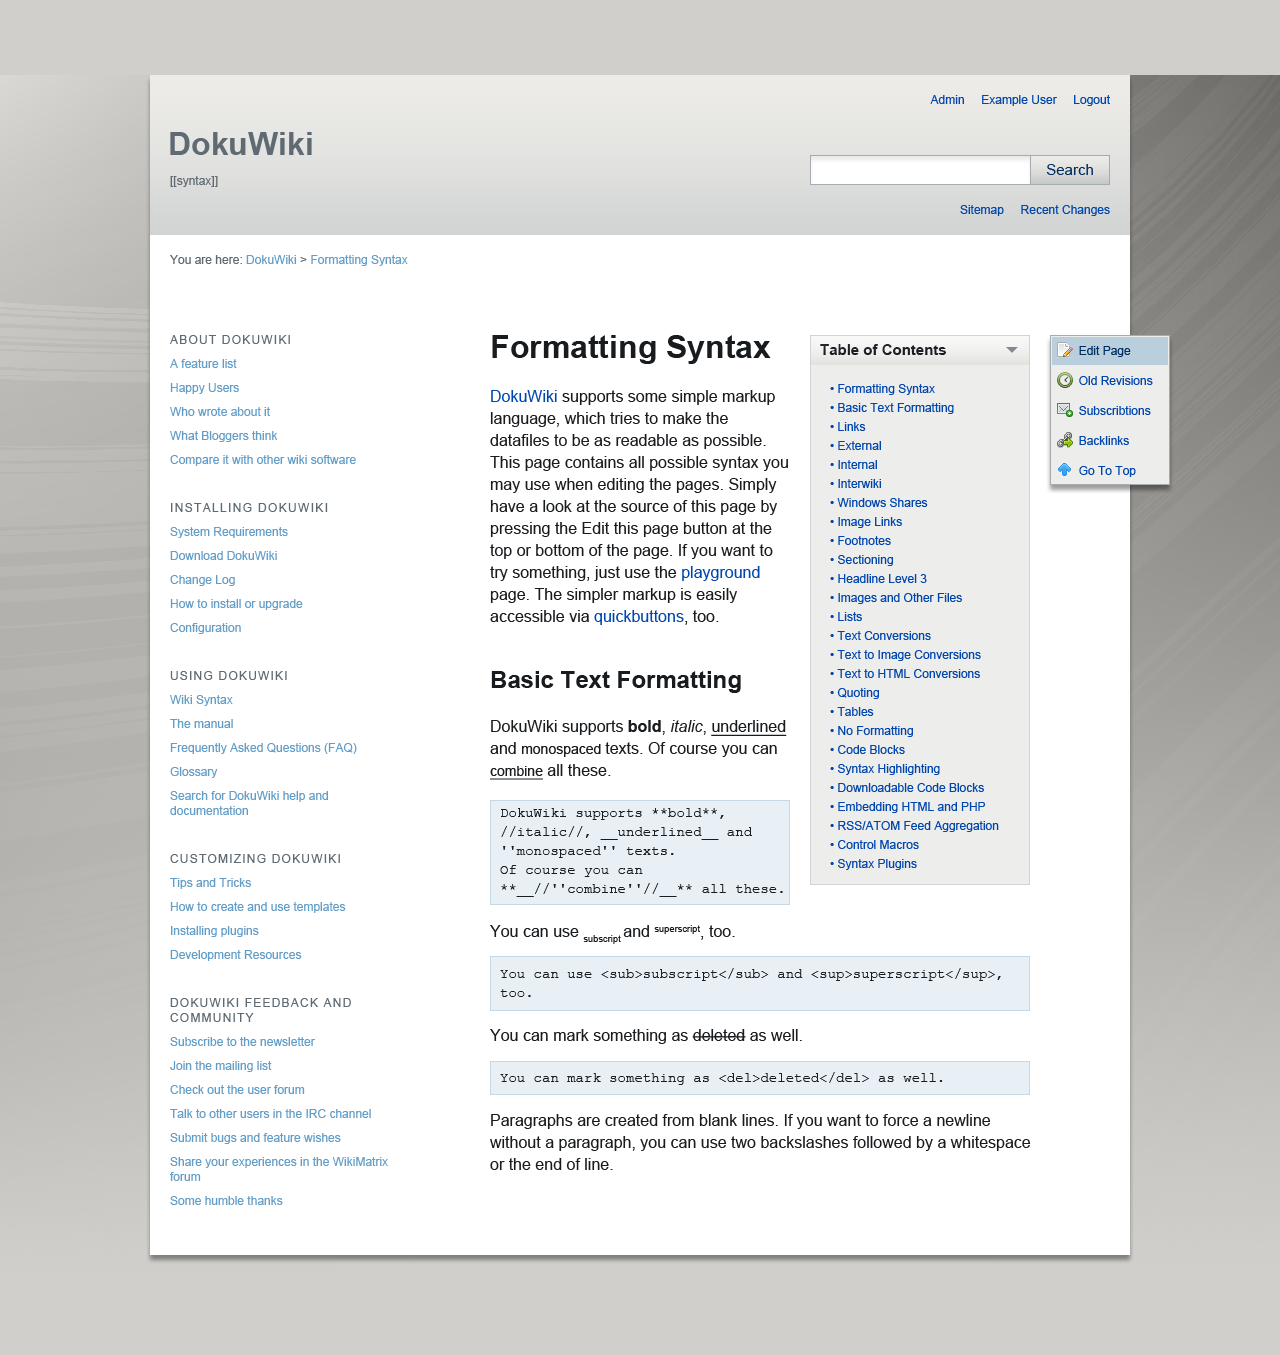 Admin Example User Logout
DokuWiki
[[syntax]]
Search
Sitemap Recent Changes
You are here: DokuWiki > Formatting Syntax
ABOUT DOKUWIKI
A feature list
Happy Users
Who wrote about it
What Bloggers think
Compare it with other wiki software
INSTALLING DOKUWIKI
System Requirements
Download DokuWiki
Change Log
How to install or upgrade
Configuration
USING DOKUWIKI
Wiki Syntax
The manual
Frequently Asked Questions (FAQ)
Glossary
Search for DokuWiki help and
documentation
CUSTOMIZING DOKUWIKI
Tips and Tricks
How to create and use templates
Installing plugins
Development Resources
DOKUWIKI FEEDBACK AND
COMMUNITY
Subscribe to the newsletter
Join the mailing list
Check out the user forum
Talk to other users in the IRC channel
Submit bugs and feature wishes
Share your experiences in the WikiMatrix
forum
Some humble thanks
Formatting Syntax
DokuWiki supports some simple markup
language, which tries to make the
datafiles to be as readable as possible.
This page contains all possible syntax you
may use when editing the pages. Simply
have a look at the source of this page by
pressing the Edit this page button at the
top or bottom of the page. If you want to
try something, just use the playground
page. The simpler markup is easily
accessible via quickbuttons, too.
Basic Text Formatting
DokuWiki supports bold, italic, underlined
and monospaced texts. Of course you can
combine all these.
DokuWiki supports **bold**,
//italic//, __underlined__ and
''monospaced'' texts.
Of course you can
**__//''combine''//__** all these.
You can use subscript and superscript, too.
You can use <sub>subscript</sub> and <sup>superscript</sup>,
too.
You can mark something as deleted as well.
You can mark something as <del>deleted</del> as well.
Paragraphs are created from blank lines. If you want to force a newline
without a paragraph, you can use two backslashes followed by a whitespace
or the end of line.
Table of Contents
• Formatting Syntax
• Basic Text Formatting
• Links
• External
• Internal
• Interwiki
• Windows Shares
• Image Links
• Footnotes
• Sectioning
• Headline Level 3
• Images and Other Files
• Lists
• Text Conversions
• Text to Image Conversions
• Text to HTML Conversions
• Quoting
• Tables
• No Formatting
• Code Blocks
• Syntax Highlighting
• Downloadable Code Blocks
• Embedding HTML and PHP
• RSS/ATOM Feed Aggregation
• Control Macros
• Syntax Plugins
Edit Page
Old Revisions
Subscribtions
Backlinks
Go To Top